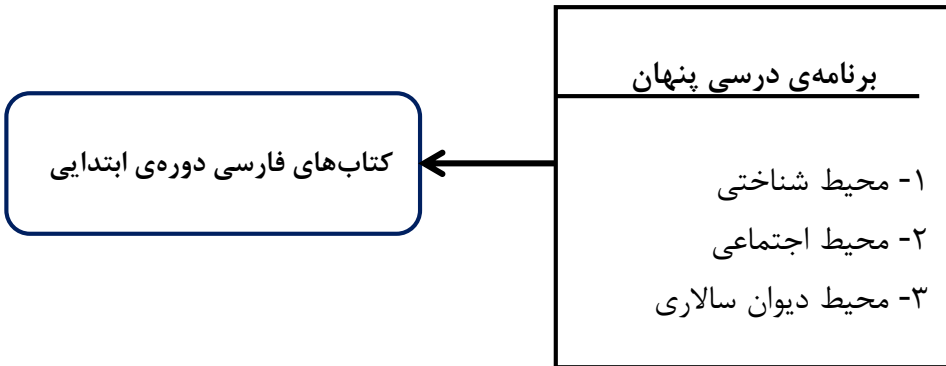 برنامه‌ی درسی پنهان
۱- محیط شناختی
۲- محیط اجتماعی
۳- محیط دیوان سالاری
کتاب‌های فارسی دوره‌ی ابتدایی